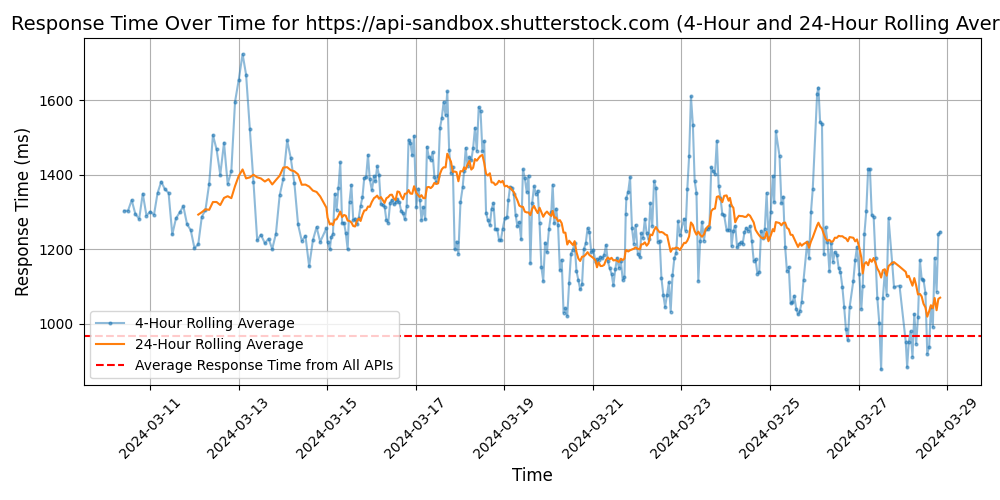 Response Time Over Time for https://api-sandbox.shutterstock.com (4-Hour and 24-Hour Rolling Aver
Response Time (ms)
1600
1400
1200
1000
4-Hour Rolling Average
24-Hour Rolling Average
Average Response Time from All APIs
2024-03-11
2024-03-13
2024-03-15
2024-03-17
2024-03-19
2024-03-21
2024-03-23
2024-03-25
2024-03-27
2024-03-29
Time